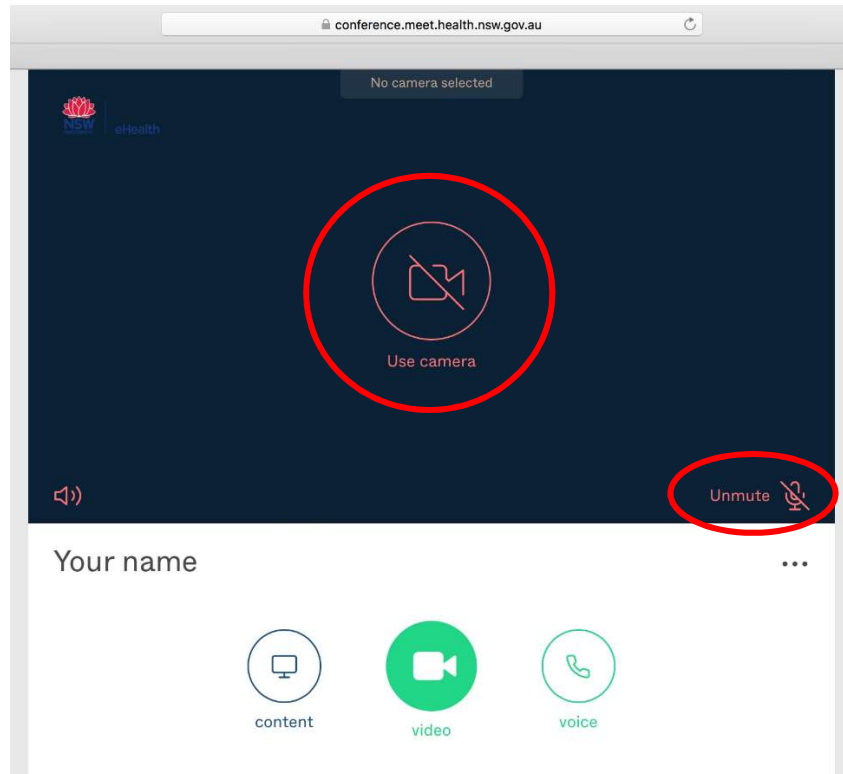 conference.meet.health.nsw.gov.au
No camera selected
NSW eHealth
Use camera
Unmute
Your name
content
video
voice